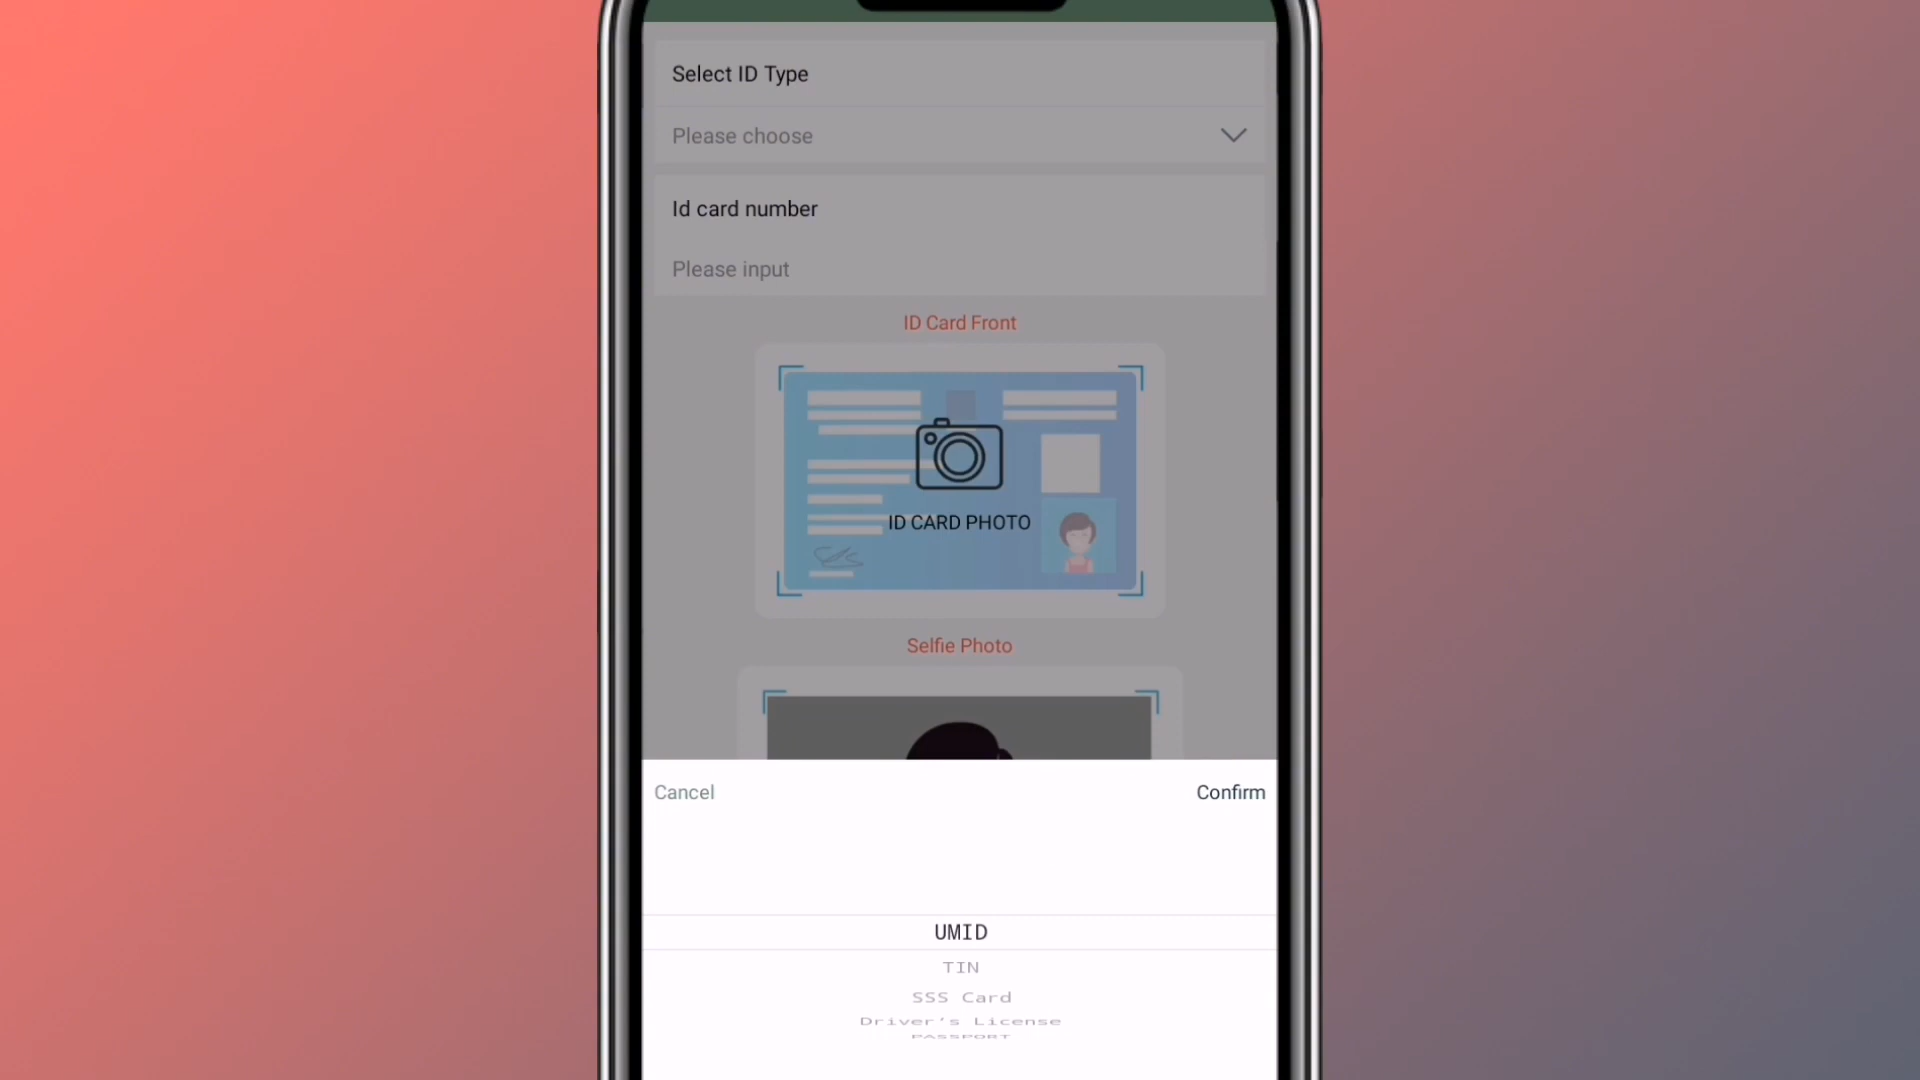 Select ID Type
Please choose
Id card number
Please input
ID Card Front
ID CARD PHOTO
Selfie Photo
Cancel
Confirm
UMID
TIN
SSS Card
Driver's License
PASSPORT